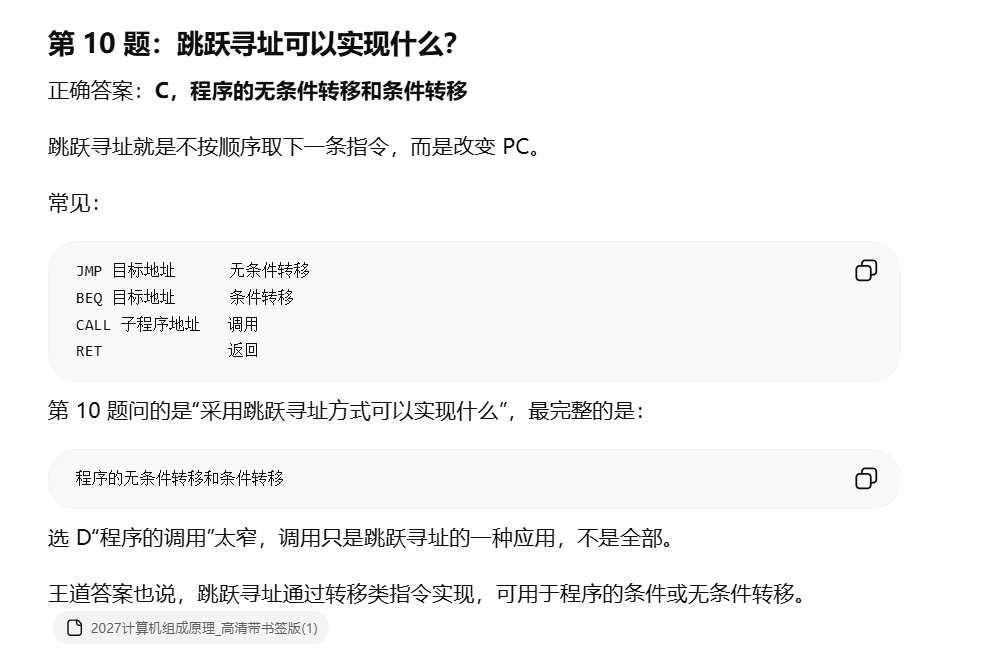 第 10 题：跳跃寻址可以实现什么？
正确答案：C，程序的无条件转移和条件转移
跳跃寻址就是不按顺序取下一条指令，而是改变 PC。
常见：
JMP 目标地址      无条件转移
BEQ 目标地址      条件转移
CALL 子程序地址   调用
RET              返回
第 10 题问的是“采用跳跃寻址方式可以实现什么”，最完整的是：
程序的无条件转移和条件转移
选 D“程序的调用”太窄，调用只是跳跃寻址的一种应用，不是全部。
王道答案也说，跳跃寻址通过转移类指令实现，可用于程序的条件或无条件转移。
2027计算机组成原理_高清带书签版(1)